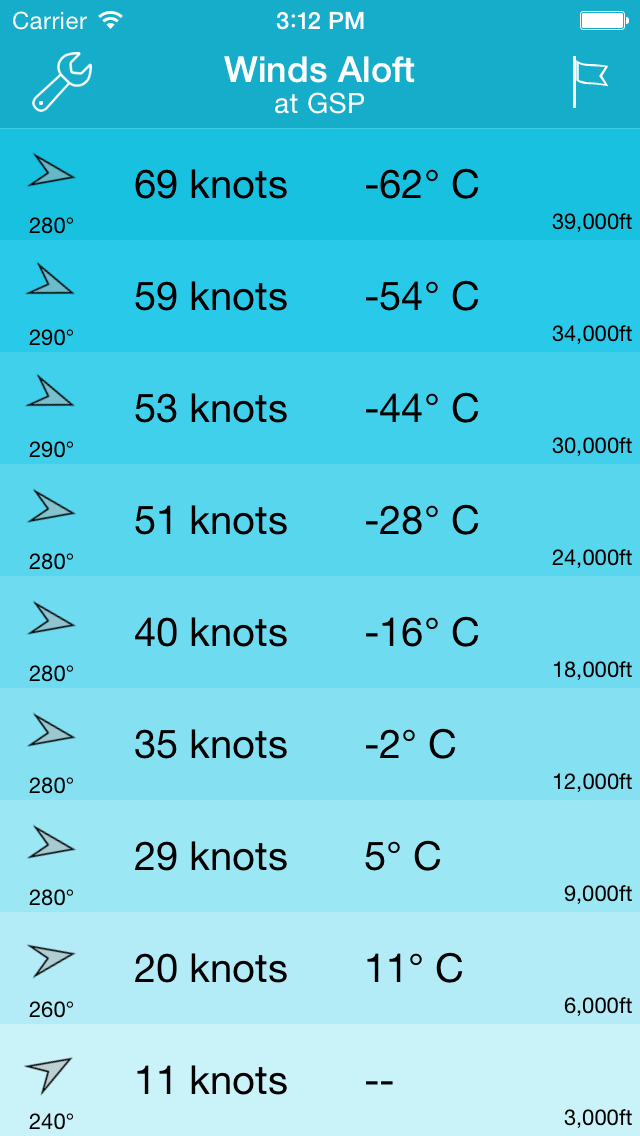 Carrier 3:12 PM
Winds Aloft
at GSP
69 knots -62° C
280° 39,000ft
59 knots -54° C
290° 34,000ft
53 knots -44° C
290° 30,000ft
51 knots -28° C
280° 24,000ft
40 knots -16° C
280° 18,000ft
35 knots -2° C
280° 12,000ft
29 knots 5° C
280° 9,000ft
20 knots 11° C
260° 6,000ft
11 knots --
240° 3,000ft